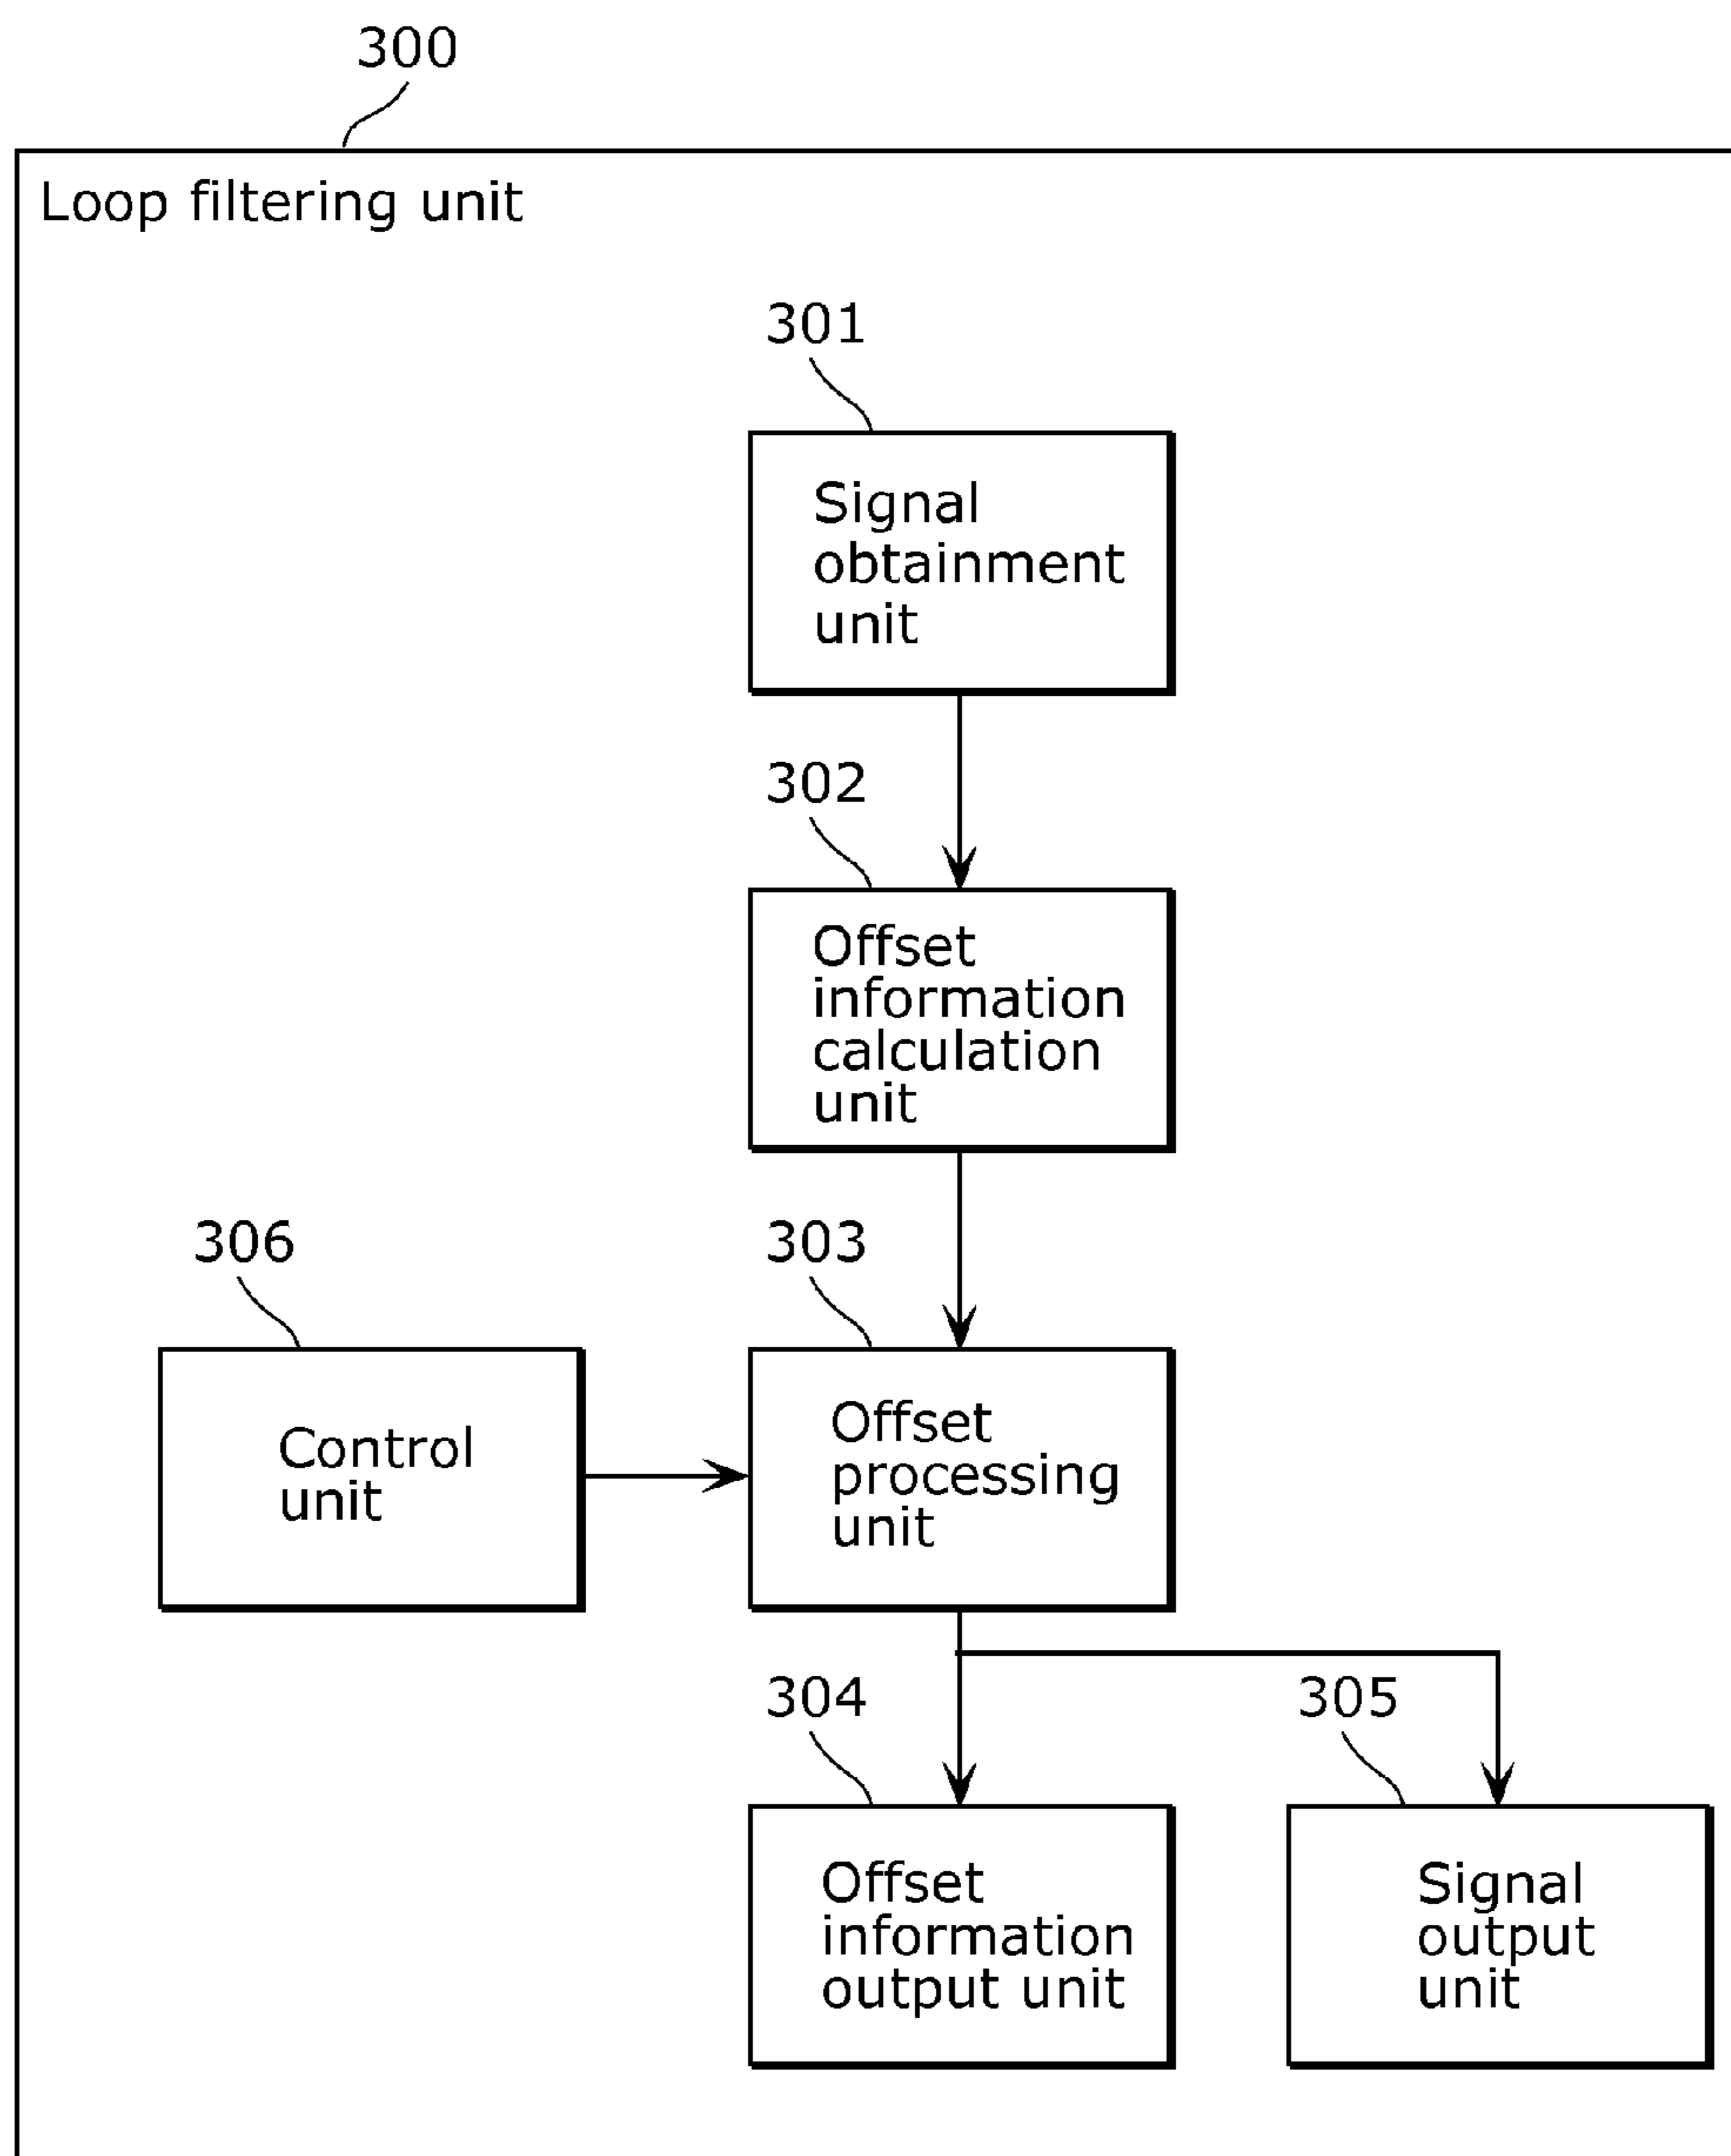 300
Loop filtering unit
301
Signal
obtainment
unit
302
Offset
information
calculation
unit
306
Control
unit
303
Offset
processing
unit
304
Offset
information
output unit
305
Signal
output
unit